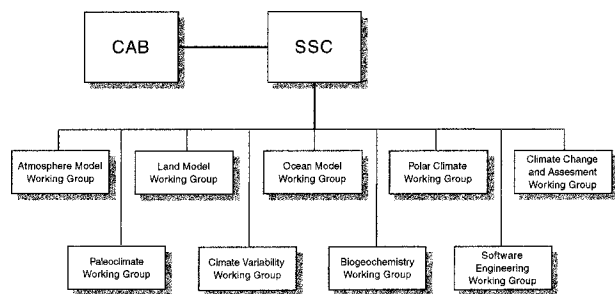 CAB
SSC
Atmosphere Model
Working Group
Land Model
Working Group
Ocean Model
Working Group
Polar Climate
Working Group
Climate Change
and Assesment
Working Group
Paleoclimate
Working Group
Climate Variability
Working Group
Biogeochemistry
Working Group
Software
Engineering
Working Group